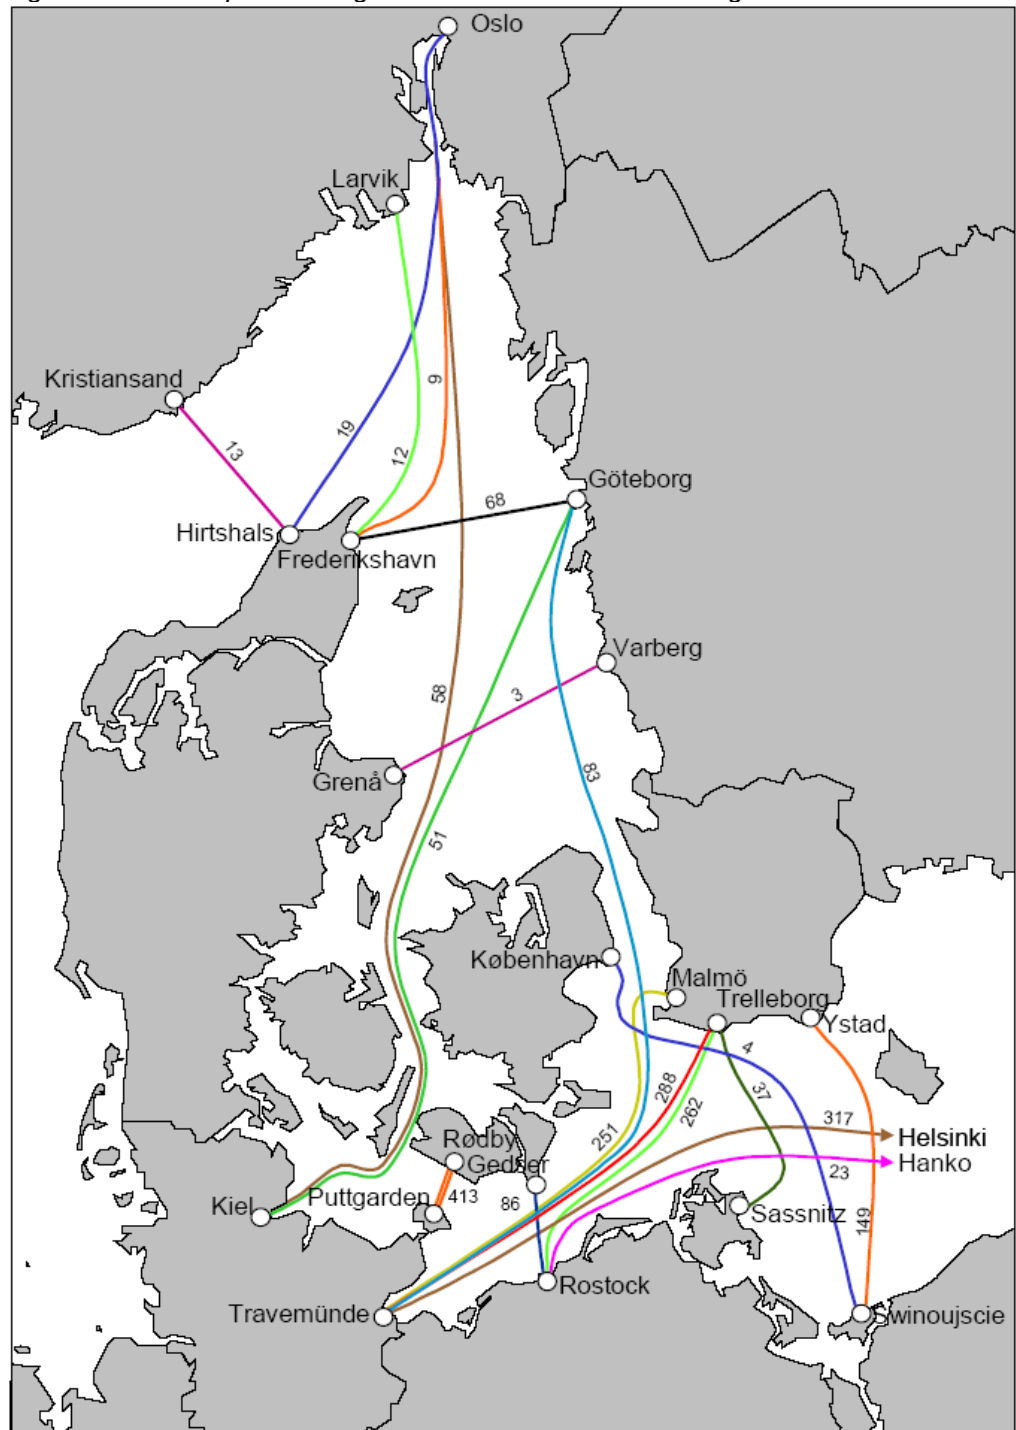 Oslo
Larvik
Kristiansand
9
13
19
12
Göteborg
68
Hirtshals
Frederikshavn
Varberg
58
3
83
Grenå
51
København
Malmö
Trelleborg
Ystad
4
288
37
262
317
251
Helsinki
Rødby
Gedser
Hanko
23
Puttgarden
413
86
Kiel
Sassnitz
149
Rostock
Travemünde
Swinoujscie